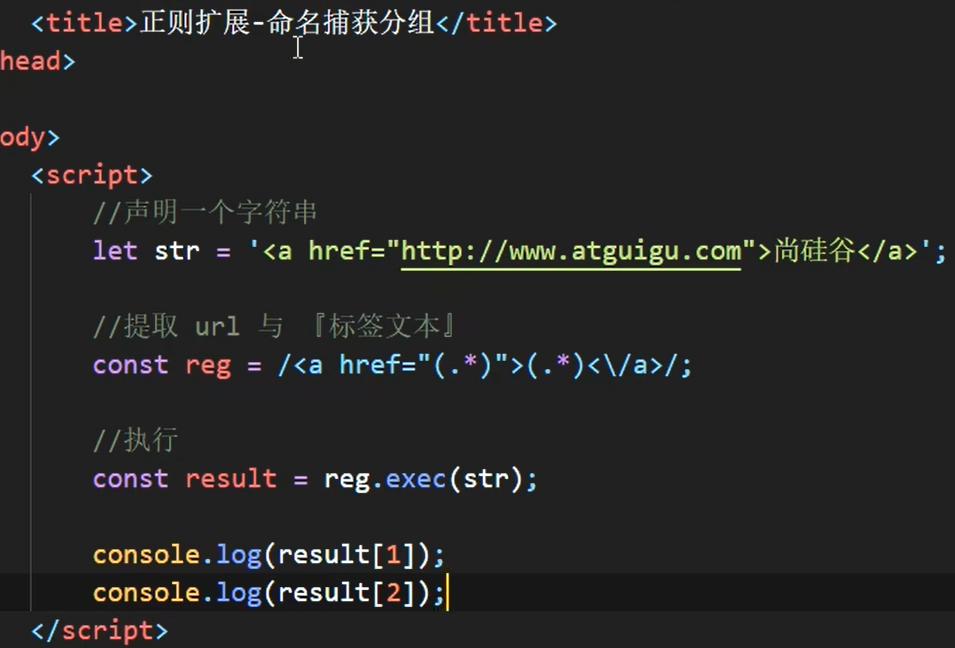 <title>正则扩展-命名捕获分组</title>
head>
ody>
<script>
//声明一个字符串
let str = '<a href="http://www.atguigu.com">尚硅谷</a>';
//提取 url 与 『标签文本』
const reg = /<a href="(.*)">(.*)<\/a>/;
//执行
const result = reg.exec(str);
console.log(result[1]);
console.log(result[2]);
</script>